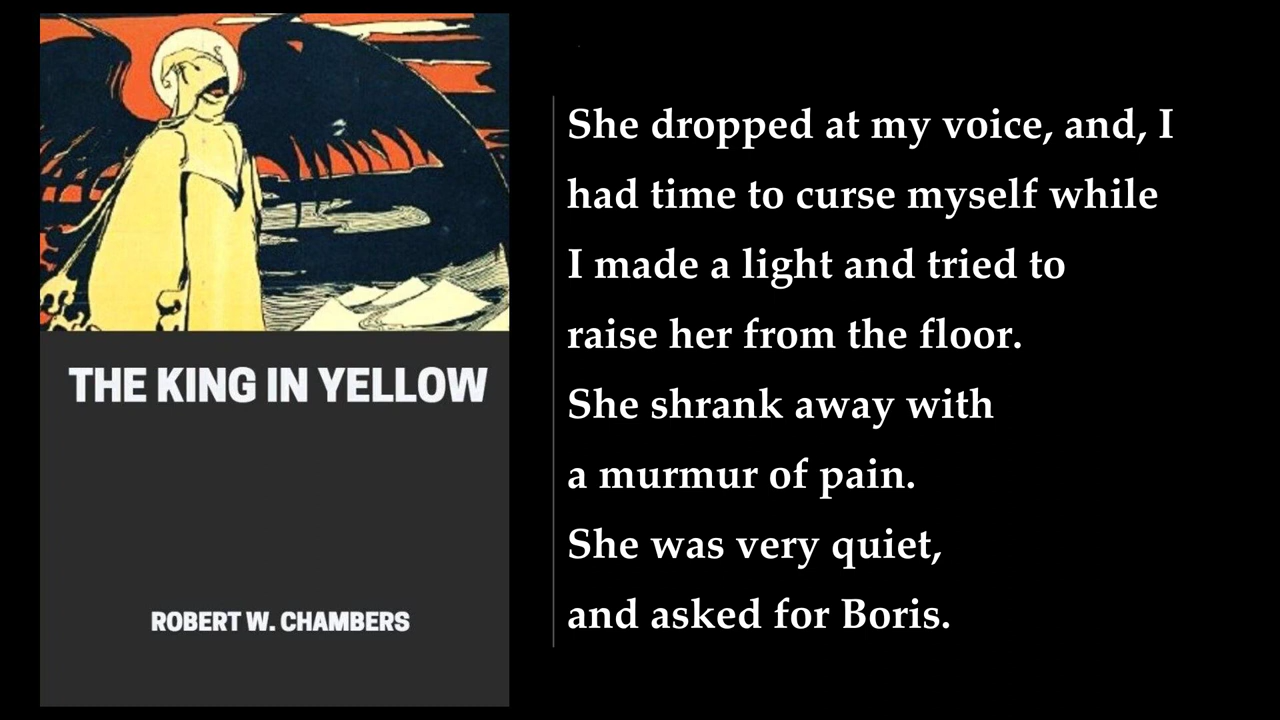 THE KING IN YELLOW
ROBERT W. CHAMBERS
She dropped at my voice, and, I
had time to curse myself while
I made a light and tried to
raise her from the floor.
She shrank away with
a murmur of pain.
She was very quiet,
and asked for Boris.